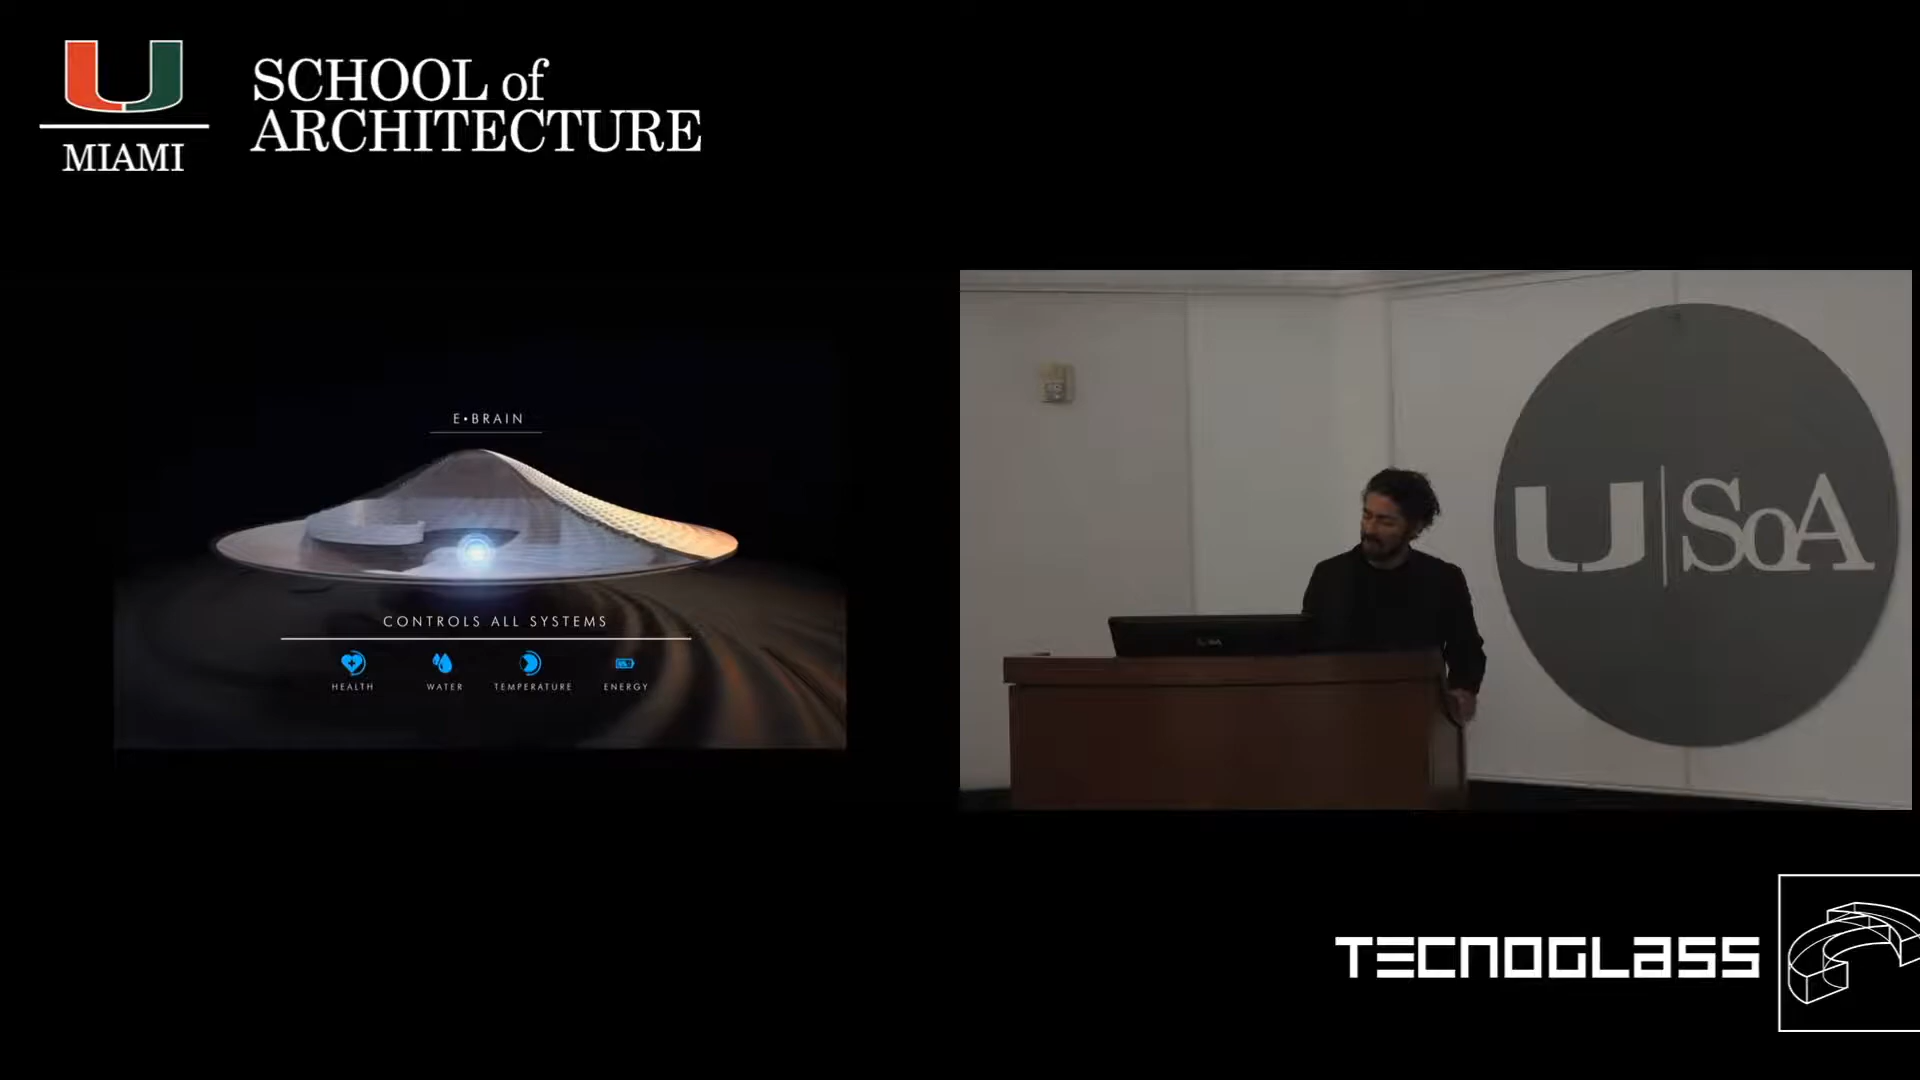 MIAMI
SCHOOL of
ARCHITECTURE
E•BRAIN
CONTROLS ALL SYSTEMS
HEALTH
WATER
TEMPERATURE
ENERGY
U | SoA
TECNOGLASS